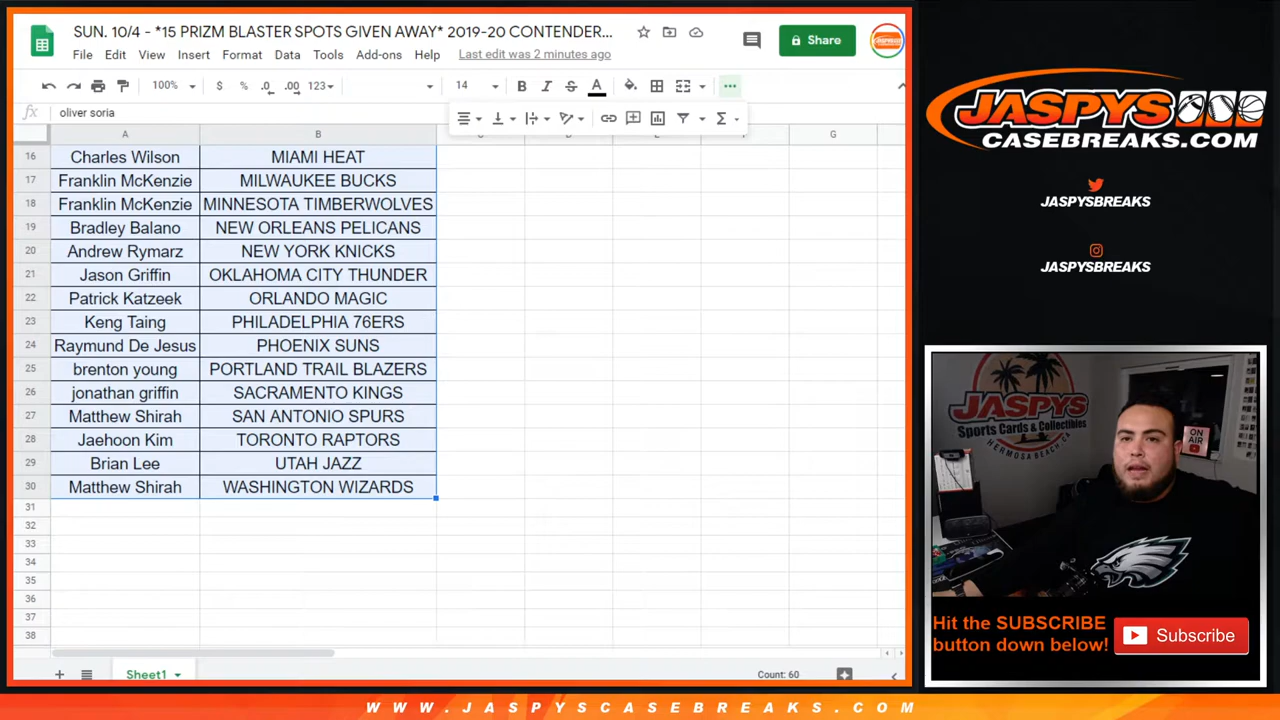 SUN. 10/4 - *15 PRIZM BLASTER SPOTS GIVEN AWAY* 2019-20 CONTENDER...
File Edit View Insert Format Data Tools Add-ons Help Last edit was 2 minutes ago
Share
100% $ % .0 .00 123 14 B I S A
fx oliver soria
A B G
16 Charles Wilson MIAMI HEAT
17 Franklin McKenzie MILWAUKEE BUCKS
18 Franklin McKenzie MINNESOTA TIMBERWOLVES
19 Bradley Balano NEW ORLEANS PELICANS
20 Andrew Rymarz NEW YORK KNICKS
21 Jason Griffin OKLAHOMA CITY THUNDER
22 Patrick Katzeek ORLANDO MAGIC
23 Keng Taing PHILADELPHIA 76ERS
24 Raymund De Jesus PHOENIX SUNS
25 brenton young PORTLAND TRAIL BLAZERS
26 jonathan griffin SACRAMENTO KINGS
27 Matthew Shirah SAN ANTONIO SPURS
28 Jaehoon Kim TORONTO RAPTORS
29 Brian Lee UTAH JAZZ
30 Matthew Shirah WASHINGTON WIZARDS
31
32
33
34
35
36
37
38
Sheet1
Count: 60
JASPYS
CASEBREAKS.COM
JASPYSBREAKS
JASPYSBREAKS
JASPYS
Sports Cards & Collectibles
HERMOSA BEACH, CA
ON AIR
Hit the SUBSCRIBE
button down below!
Subscribe
WWW.JASPYSCASEBREAKS.COM